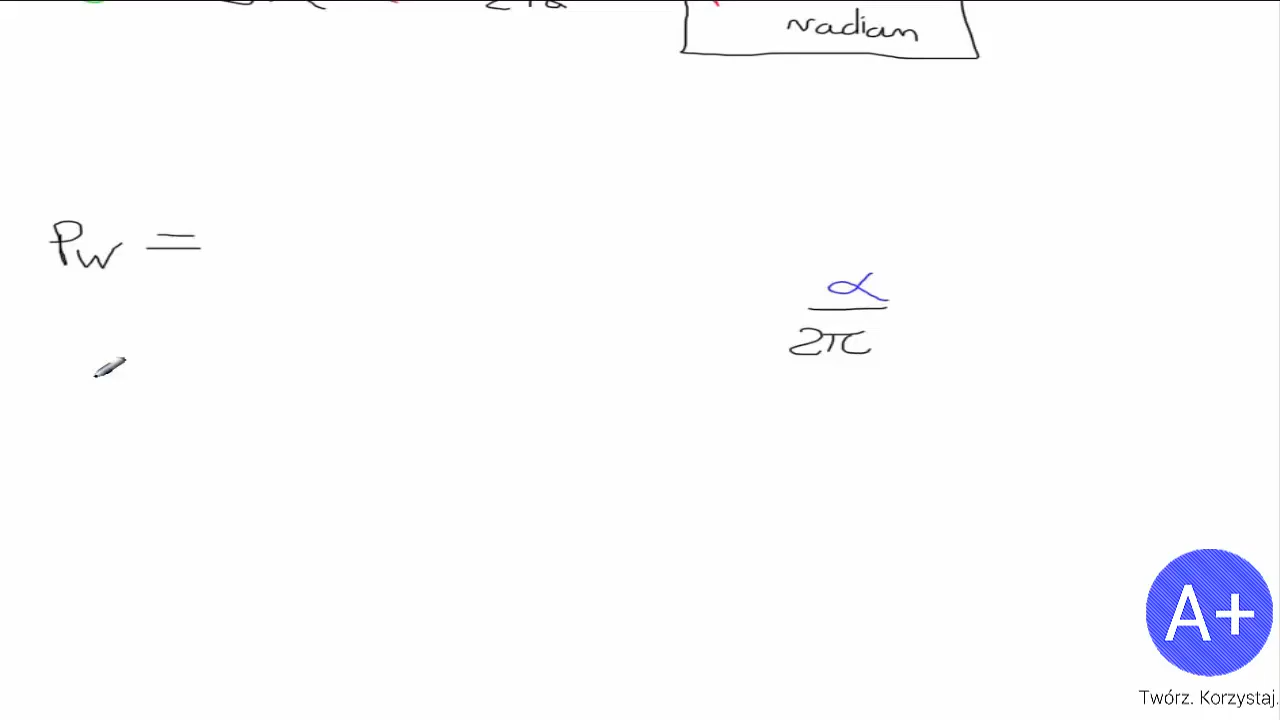 radian
Pw =
α
2π
A+
Twórz. Korzystaj.